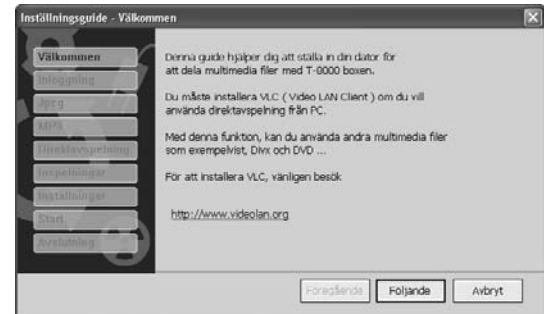 Inställningsguide - Välkommen
Välkommen
Inloggning
Jpeg
MP3
Direktavspelning
Inspelningar
Inställningar
Start
Avslutning
Denna guide hjälper dig att ställa in din dator för
att dela multimedia filer med T-0000 boxen.
Du måste installera VLC ( Video LAN Client ) om du vill
använda direktavspelning från PC.
Med denna funktion, kan du använda andra multimedia filer
som exempelvist, Divx och DVD ...
För att installera VLC, vänligen besök
http://www.videolan.org
Föregående
Följande
Avbryt